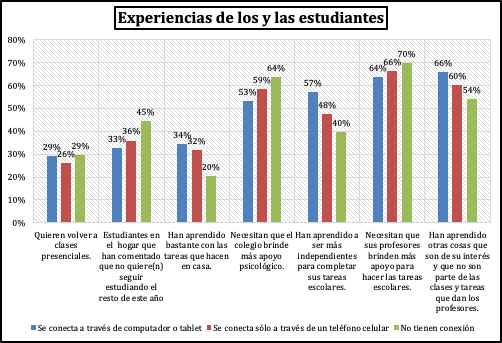 Experiencias de los y las estudiantes
80%
70%
60%
50%
40%
30%
20%
10%
0%
29% 26% 29%
33% 36% 45%
34% 32% 20%
53% 59% 64%
57% 48% 40%
64% 66% 70%
66% 60% 54%
Quieren volver a
clases
presenciales.
Estudiantes en
el hogar que
han comentado
que no quiere(n)
seguir
estudiando el
resto de este año
Han aprendido
bastante con las
tareas que hacen
en casa.
Necesitan que el
colegio brinde
más apoyo
psicológico.
Han aprendido a
ser más
independientes
para completar
sus tareas
escolares.
Necesitan que
sus profesores
brinden más
apoyo para
hacer las tareas
escolares.
Han aprendido
otras cosas que
son de su interés
y que no son
parte de las
clases y tareas
que dan los
profesores.
Se conecta a través de computador o tablet
Se conecta sólo a través de un teléfono celular
No tienen conexión